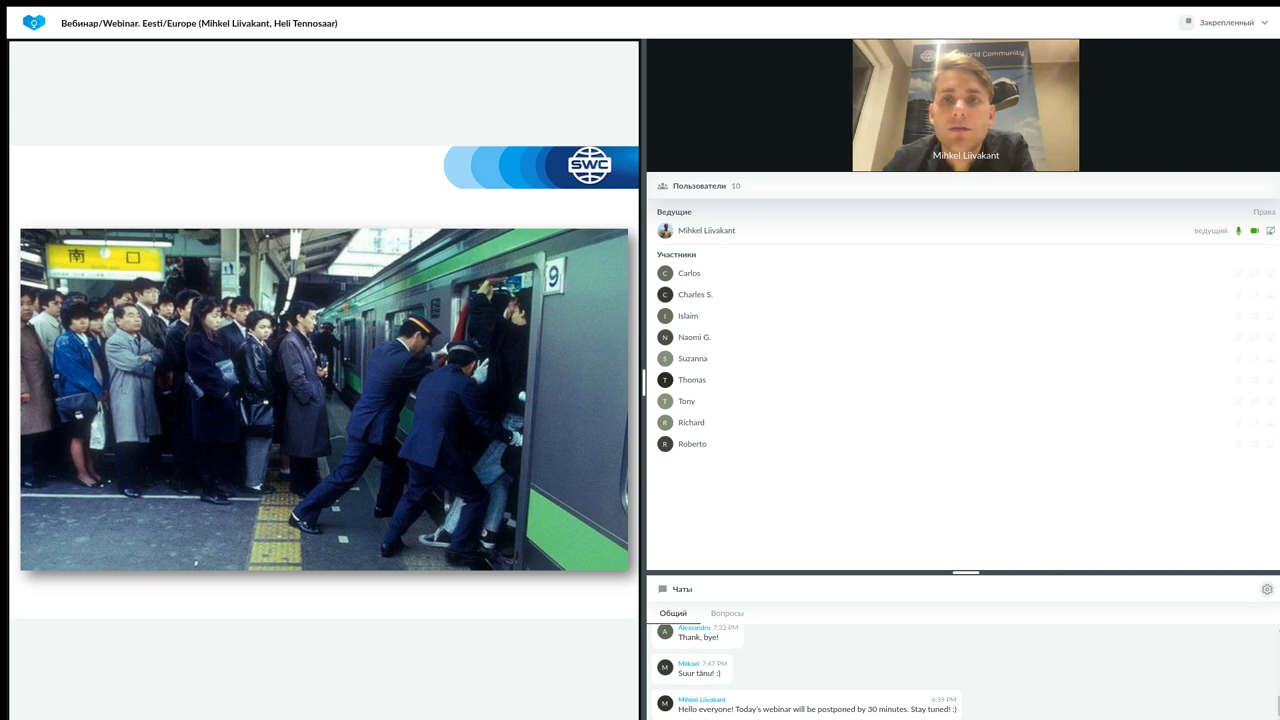 Вебинар/Webinar. Eesti/Europe (Mihkel Liivakant, Heli Tennosaar)
Закрепленный
SWC
南 口
9
World Community
Mihkel Liivakant
Пользователи 10
Ведущие Права
Mihkel Liivakant ведущий
Участники
C Carlos
C Charles S.
I Islaim
N Naomi G.
S Suzanna
T Thomas
T Tony
R Richard
R Roberto
Чаты
Общий Вопросы
A Alessandro 7:32 PM
Thank, bye!
M Mikael 7:47 PM
Suur tänu! :)
M Mihkel Liivakant 6:39 PM
Hello everyone! Today's webinar will be postponed by 30 minutes. Stay tuned! :)